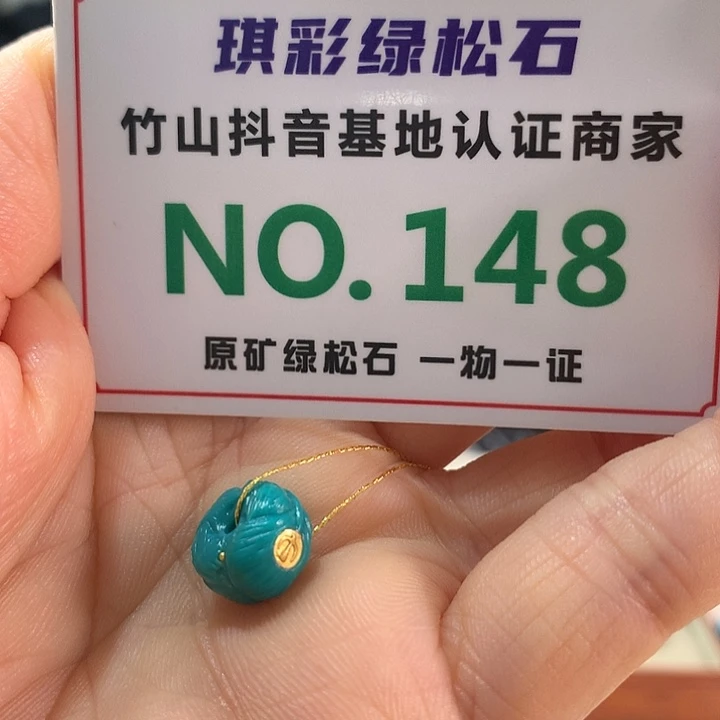 琪彩绿松石
竹山抖音基地认证商家
NO.148
原矿绿松石 一物一证